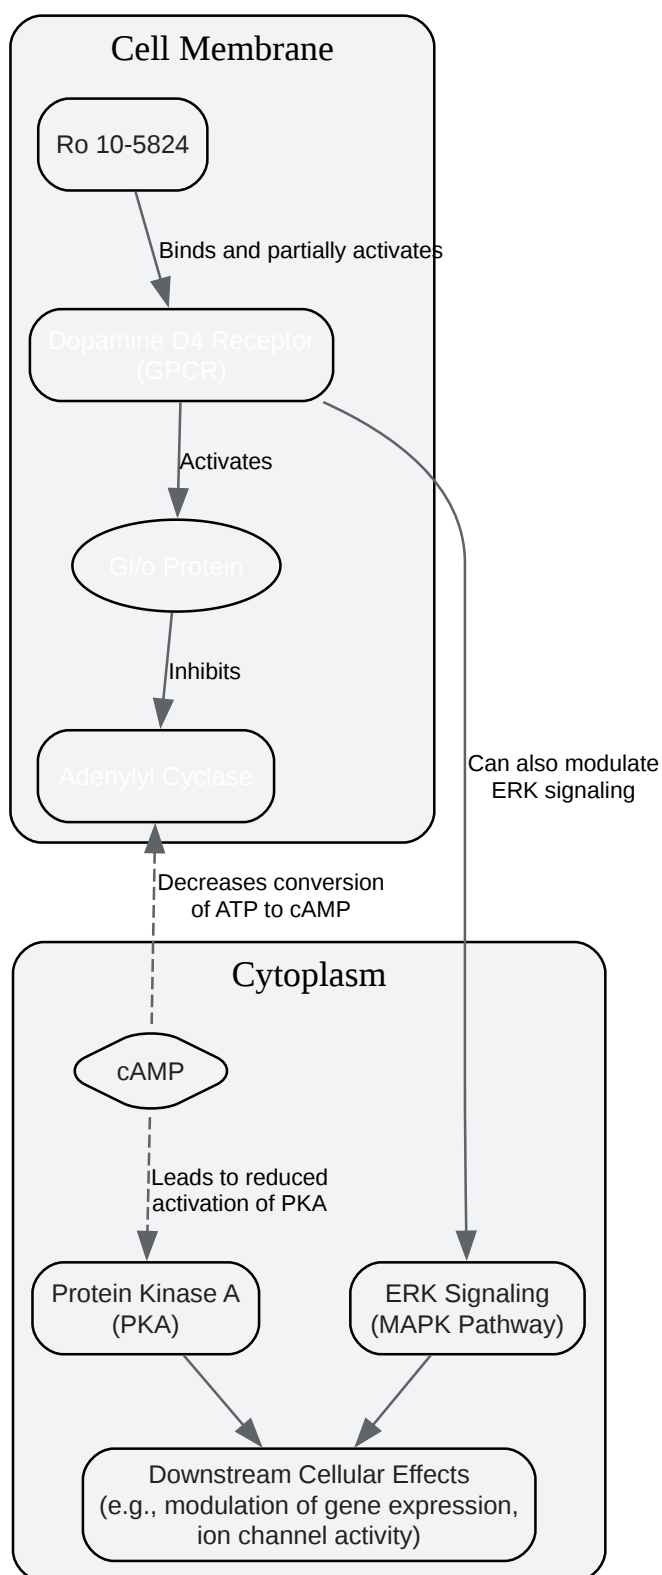 Cell Membrane
Ro 10-5824
Binds and partially activates
Dopamine D4 Receptor
(GPCR)
Activates
Gi/o Protein
Inhibits
Adenylyl Cyclase
Can also modulate
ERK signaling
Decreases conversion
of ATP to cAMP
Cytoplasm
cAMP
Leads to reduced
activation of PKA
Protein Kinase A
(PKA)
ERK Signaling
(MAPK Pathway)
Downstream Cellular Effects
(e.g., modulation of gene expression,
ion channel activity)